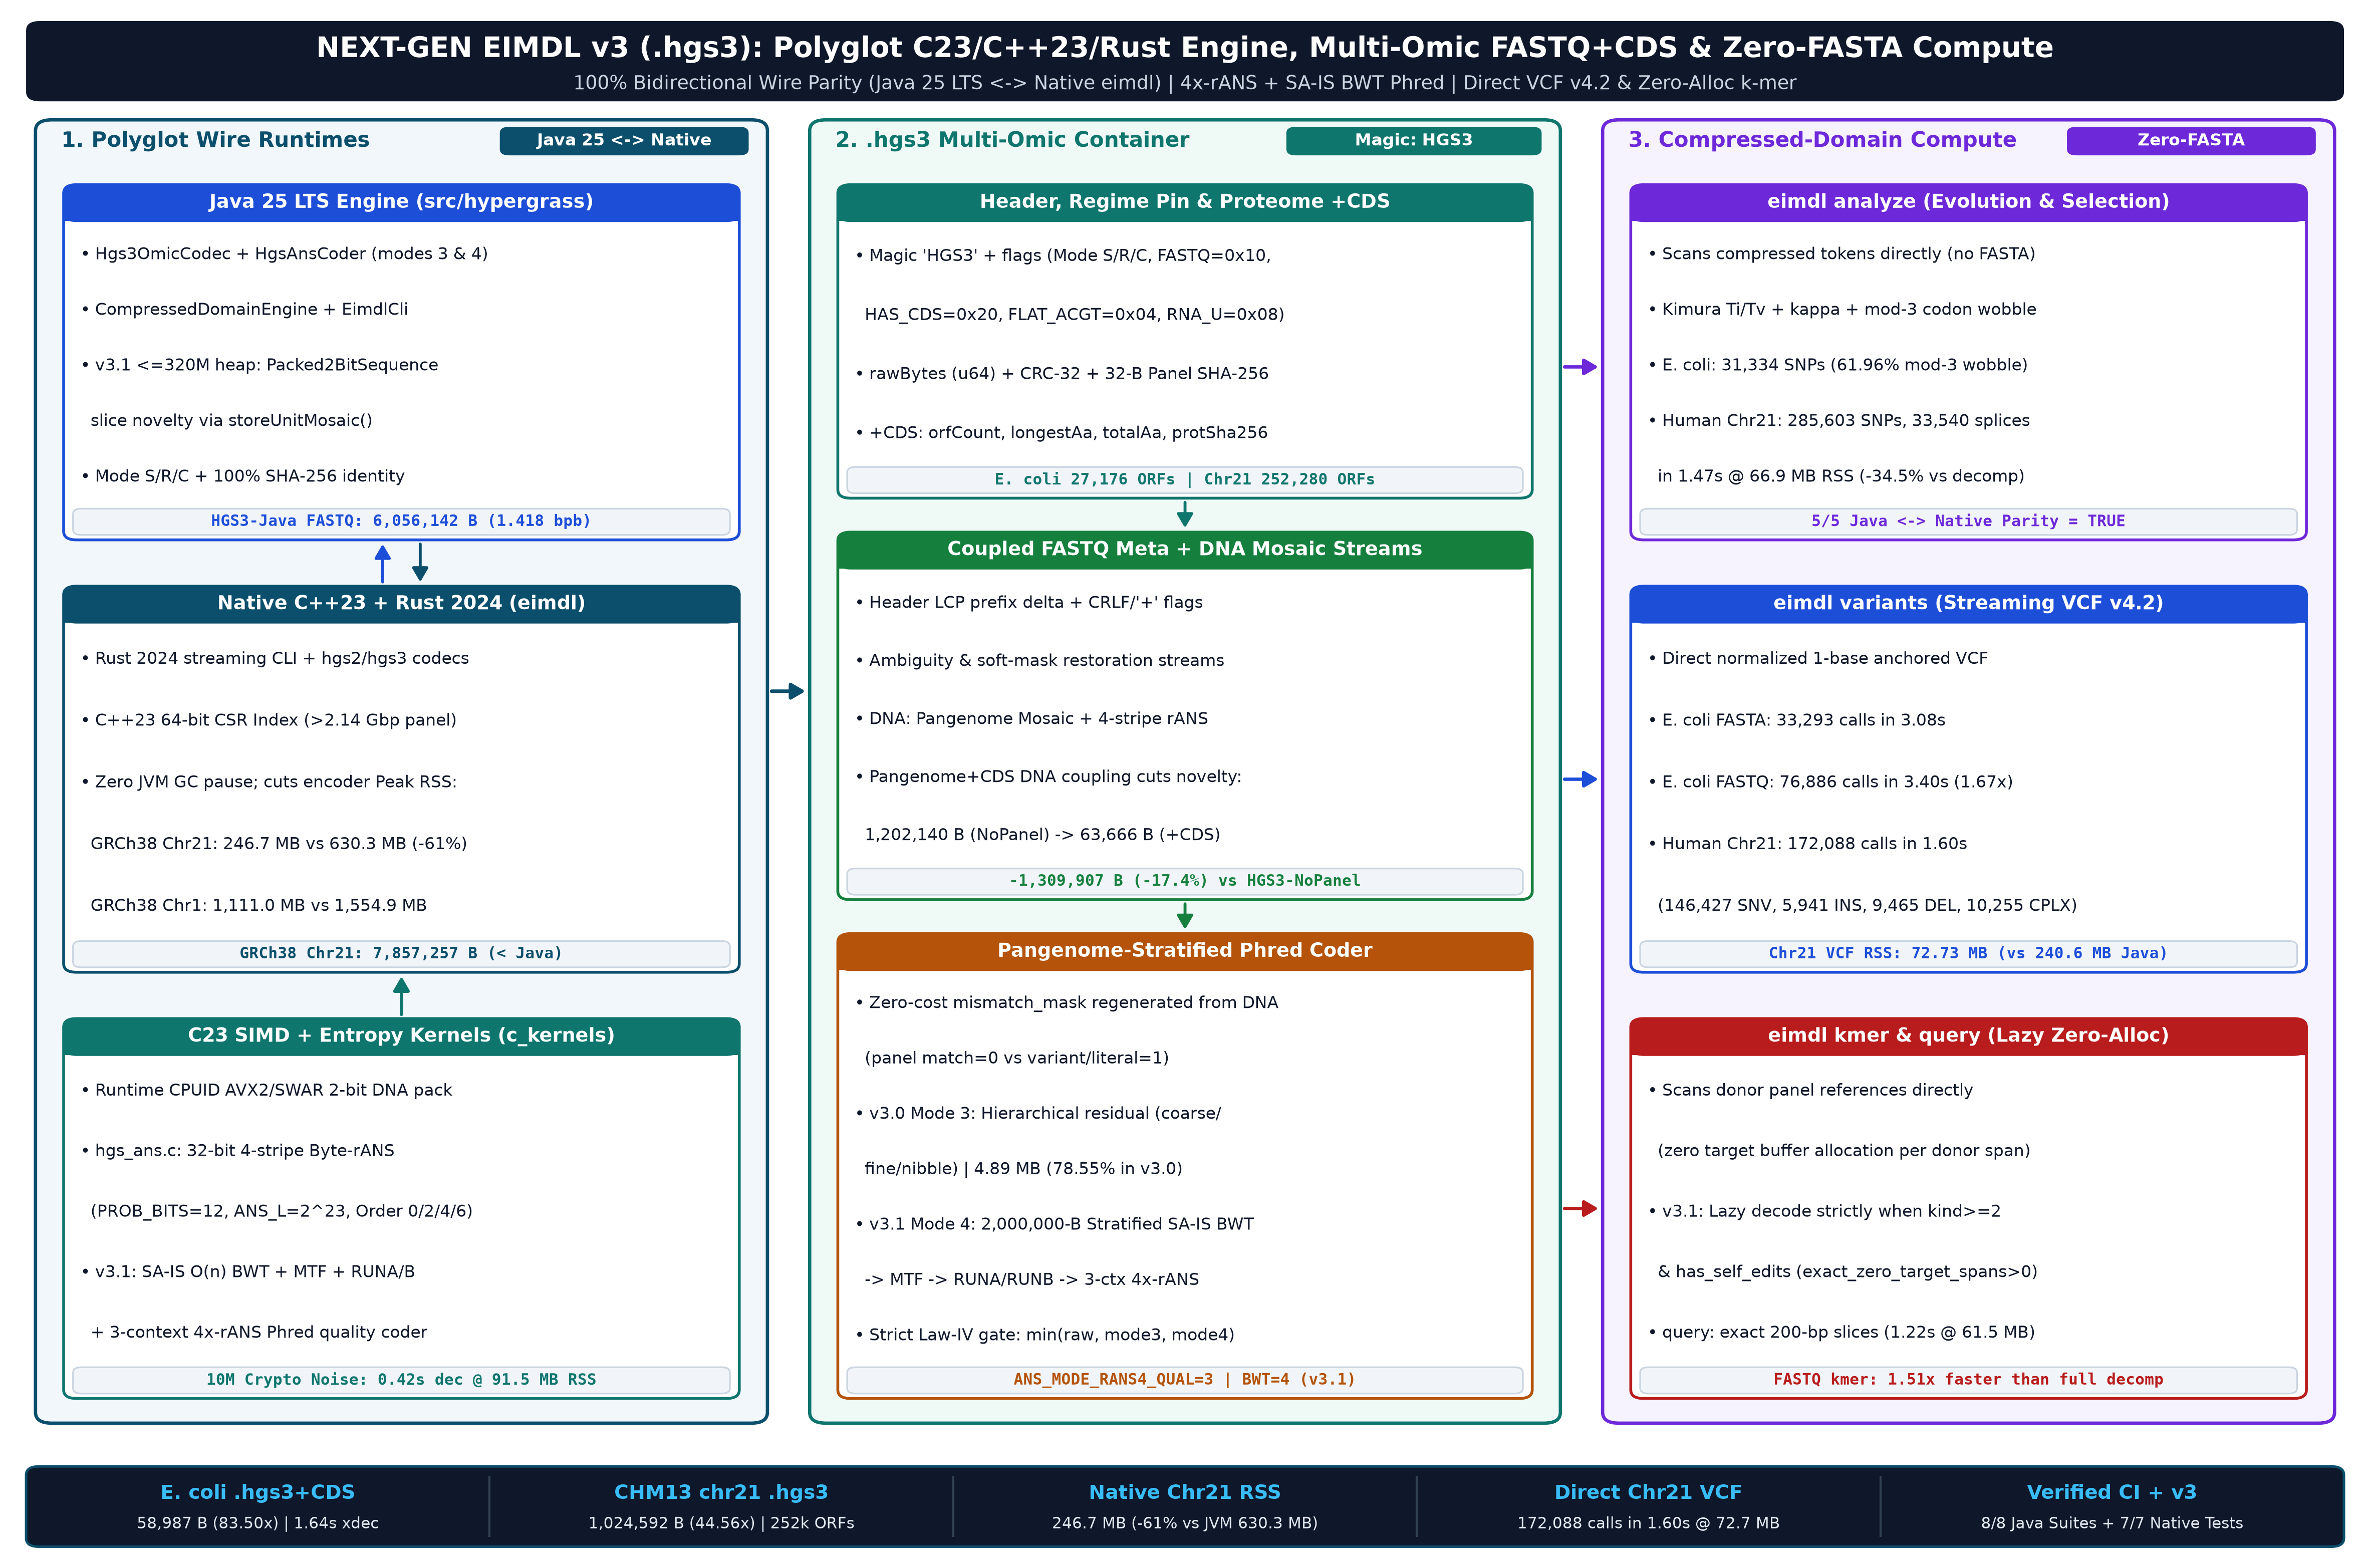 NEXT-GEN EIMDL v3 (.hgs3): Polyglot C23/C++23/Rust Engine, Multi-Omic FASTQ+CDS & Zero-FASTA Compute
100% Bidirectional Wire Parity (Java 25 LTS <-> Native eimdl) | 4x-rANS + SA-IS BWT Phred | Direct VCF v4.2 & Zero-Alloc k-mer
1. Polyglot Wire Runtimes
Java 25 <-> Native
Java 25 LTS Engine (src/hypergrass)
• Hgs3OmicCodec + HgsAnsCoder (modes 3 & 4)
• CompressedDomainEngine + EimdlCli
• v3.1 <=320M heap: Packed2BitSequence
slice novelty via storeUnitMosaic()
• Mode S/R/C + 100% SHA-256 identity
HGS3-Java FASTQ: 6,056,142 B (1.418 bpb)
Native C++23 + Rust 2024 (eimdl)
• Rust 2024 streaming CLI + hgs2/hgs3 codecs
• C++23 64-bit CSR Index (>2.14 Gbp panel)
• Zero JVM GC pause; cuts encoder Peak RSS:
GRCh38 Chr21: 246.7 MB vs 630.3 MB (-61%)
GRCh38 Chr1: 1,111.0 MB vs 1,554.9 MB
GRCh38 Chr21: 7,857,257 B (< Java)
C23 SIMD + Entropy Kernels (c_kernels)
• Runtime CPUID AVX2/SWAR 2-bit DNA pack
• hgs_ans.c: 32-bit 4-stripe Byte-rANS
(PROB_BITS=12, ANS_L=2^23, Order 0/2/4/6)
• v3.1: SA-IS O(n) BWT + MTF + RUNA/B
+ 3-context 4x-rANS Phred quality coder
10M Crypto Noise: 0.42s dec @ 91.5 MB RSS
2. .hgs3 Multi-Omic Container
Magic: HGS3
Header, Regime Pin & Proteome +CDS
• Magic 'HGS3' + flags (Mode S/R/C, FASTQ=0x10,
HAS_CDS=0x20, FLAT_ACGT=0x04, RNA_U=0x08)
• rawBytes (u64) + CRC-32 + 32-B Panel SHA-256
• +CDS: orfCount, longestAa, totalAa, protSha256
E. coli 27,176 ORFs | Chr21 252,280 ORFs
Coupled FASTQ Meta + DNA Mosaic Streams
• Header LCP prefix delta + CRLF/'+' flags
• Ambiguity & soft-mask restoration streams
• DNA: Pangenome Mosaic + 4-stripe rANS
• Pangenome+CDS DNA coupling cuts novelty:
1,202,140 B (NoPanel) -> 63,666 B (+CDS)
-1,309,907 B (-17.4%) vs HGS3-NoPanel
Pangenome-Stratified Phred Coder
• Zero-cost mismatch_mask regenerated from DNA
(panel match=0 vs variant/literal=1)
• v3.0 Mode 3: Hierarchical residual (coarse/
fine/nibble) | 4.89 MB (78.55% in v3.0)
• v3.1 Mode 4: 2,000,000-B Stratified SA-IS BWT
-> MTF -> RUNA/RUNB -> 3-ctx 4x-rANS
• Strict Law-IV gate: min(raw, mode3, mode4)
ANS_MODE_RANS4_QUAL=3 | BWT=4 (v3.1)
3. Compressed-Domain Compute
Zero-FASTA
eimdl analyze (Evolution & Selection)
• Scans compressed tokens directly (no FASTA)
• Kimura Ti/Tv + kappa + mod-3 codon wobble
• E. coli: 31,334 SNPs (61.96% mod-3 wobble)
• Human Chr21: 285,603 SNPs, 33,540 splices
in 1.47s @ 66.9 MB RSS (-34.5% vs decomp)
5/5 Java <-> Native Parity = TRUE
eimdl variants (Streaming VCF v4.2)
• Direct normalized 1-base anchored VCF
• E. coli FASTA: 33,293 calls in 3.08s
• E. coli FASTQ: 76,886 calls in 3.40s (1.67x)
• Human Chr21: 172,088 calls in 1.60s
(146,427 SNV, 5,941 INS, 9,465 DEL, 10,255 CPLX)
Chr21 VCF RSS: 72.73 MB (vs 240.6 MB Java)
eimdl kmer & query (Lazy Zero-Alloc)
• Scans donor panel references directly
(zero target buffer allocation per donor span)
• v3.1: Lazy decode strictly when kind>=2
& has_self_edits (exact_zero_target_spans>0)
• query: exact 200-bp slices (1.22s @ 61.5 MB)
FASTQ kmer: 1.51x faster than full decomp
E. coli .hgs3+CDS
58,987 B (83.50x) | 1.64s xdec
CHM13 chr21 .hgs3
1,024,592 B (44.56x) | 252k ORFs
Native Chr21 RSS
246.7 MB (-61% vs JVM 630.3 MB)
Direct Chr21 VCF
172,088 calls in 1.60s @ 72.7 MB
Verified CI + v3
8/8 Java Suites + 7/7 Native Tests